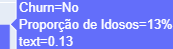 Churn=No
Proporção de Idosos=13%
text=0.13